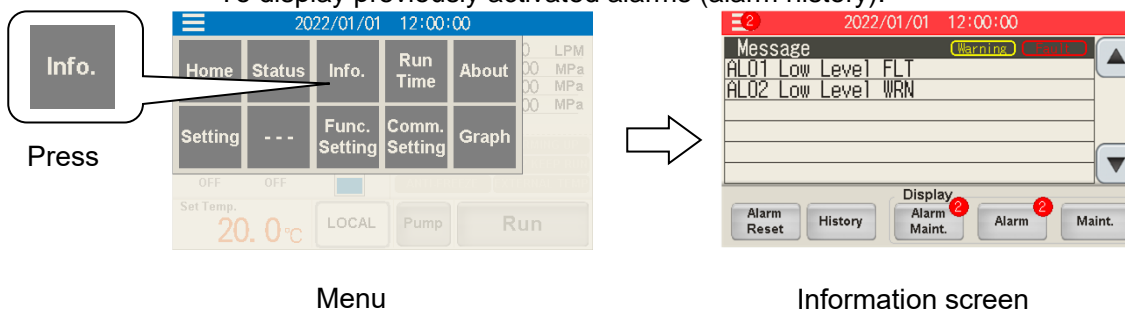 To display previously activated alarms (alarm history).
Info.
Press
2022/01/01 12:00:00
LPM
MPa
MPa
MPa
Home Status Info. Run Time About
Setting - - - Func. Setting Comm. Setting Graph
OFF OFF
Set Temp.
20.0℃ LOCAL Pump Run
Menu
2 2022/01/01 12:00:00
Message Warning Fault
AL01 Low Level FLT
AL02 Low Level WRN
Display
Alarm Reset History Alarm Maint. 2 Alarm 2 Maint.
Information screen